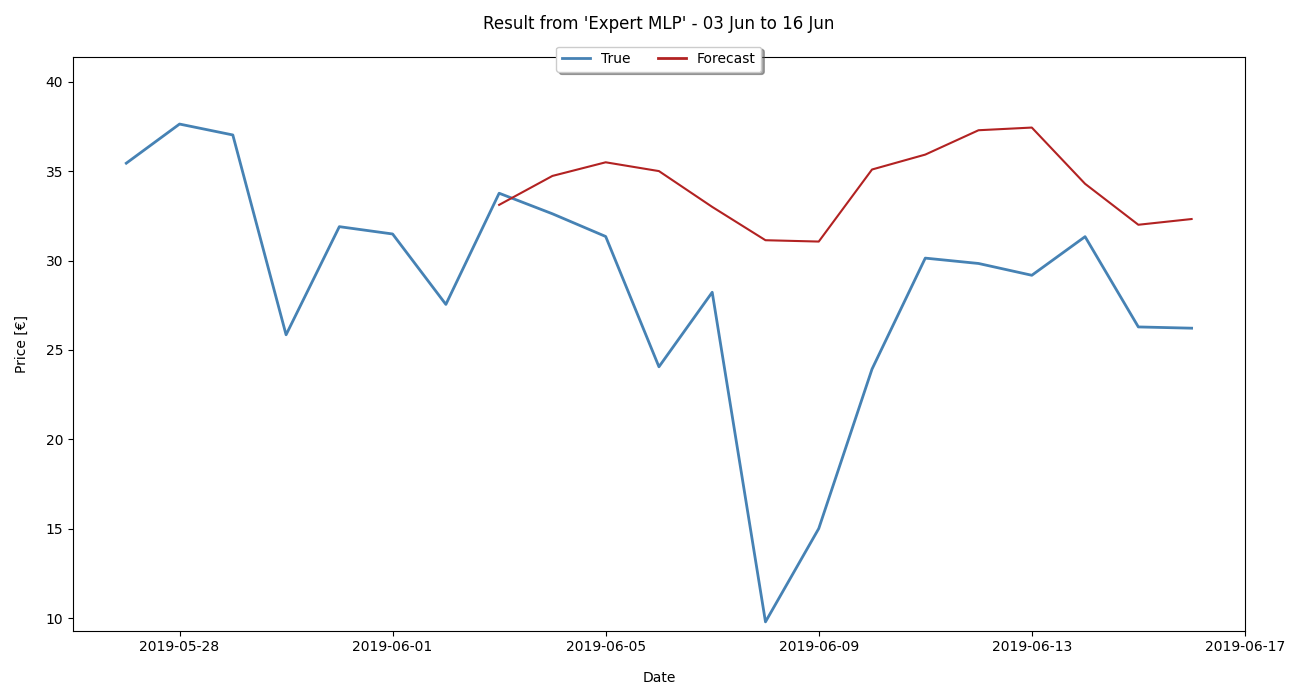 Result from 'Expert MLP' - 03 Jun to 16 Jun
True Forecast
40
35
30
25
20
15
10
Price [€]
2019-05-28 2019-06-01 2019-06-05 2019-06-09 2019-06-13 2019-06-17
Date